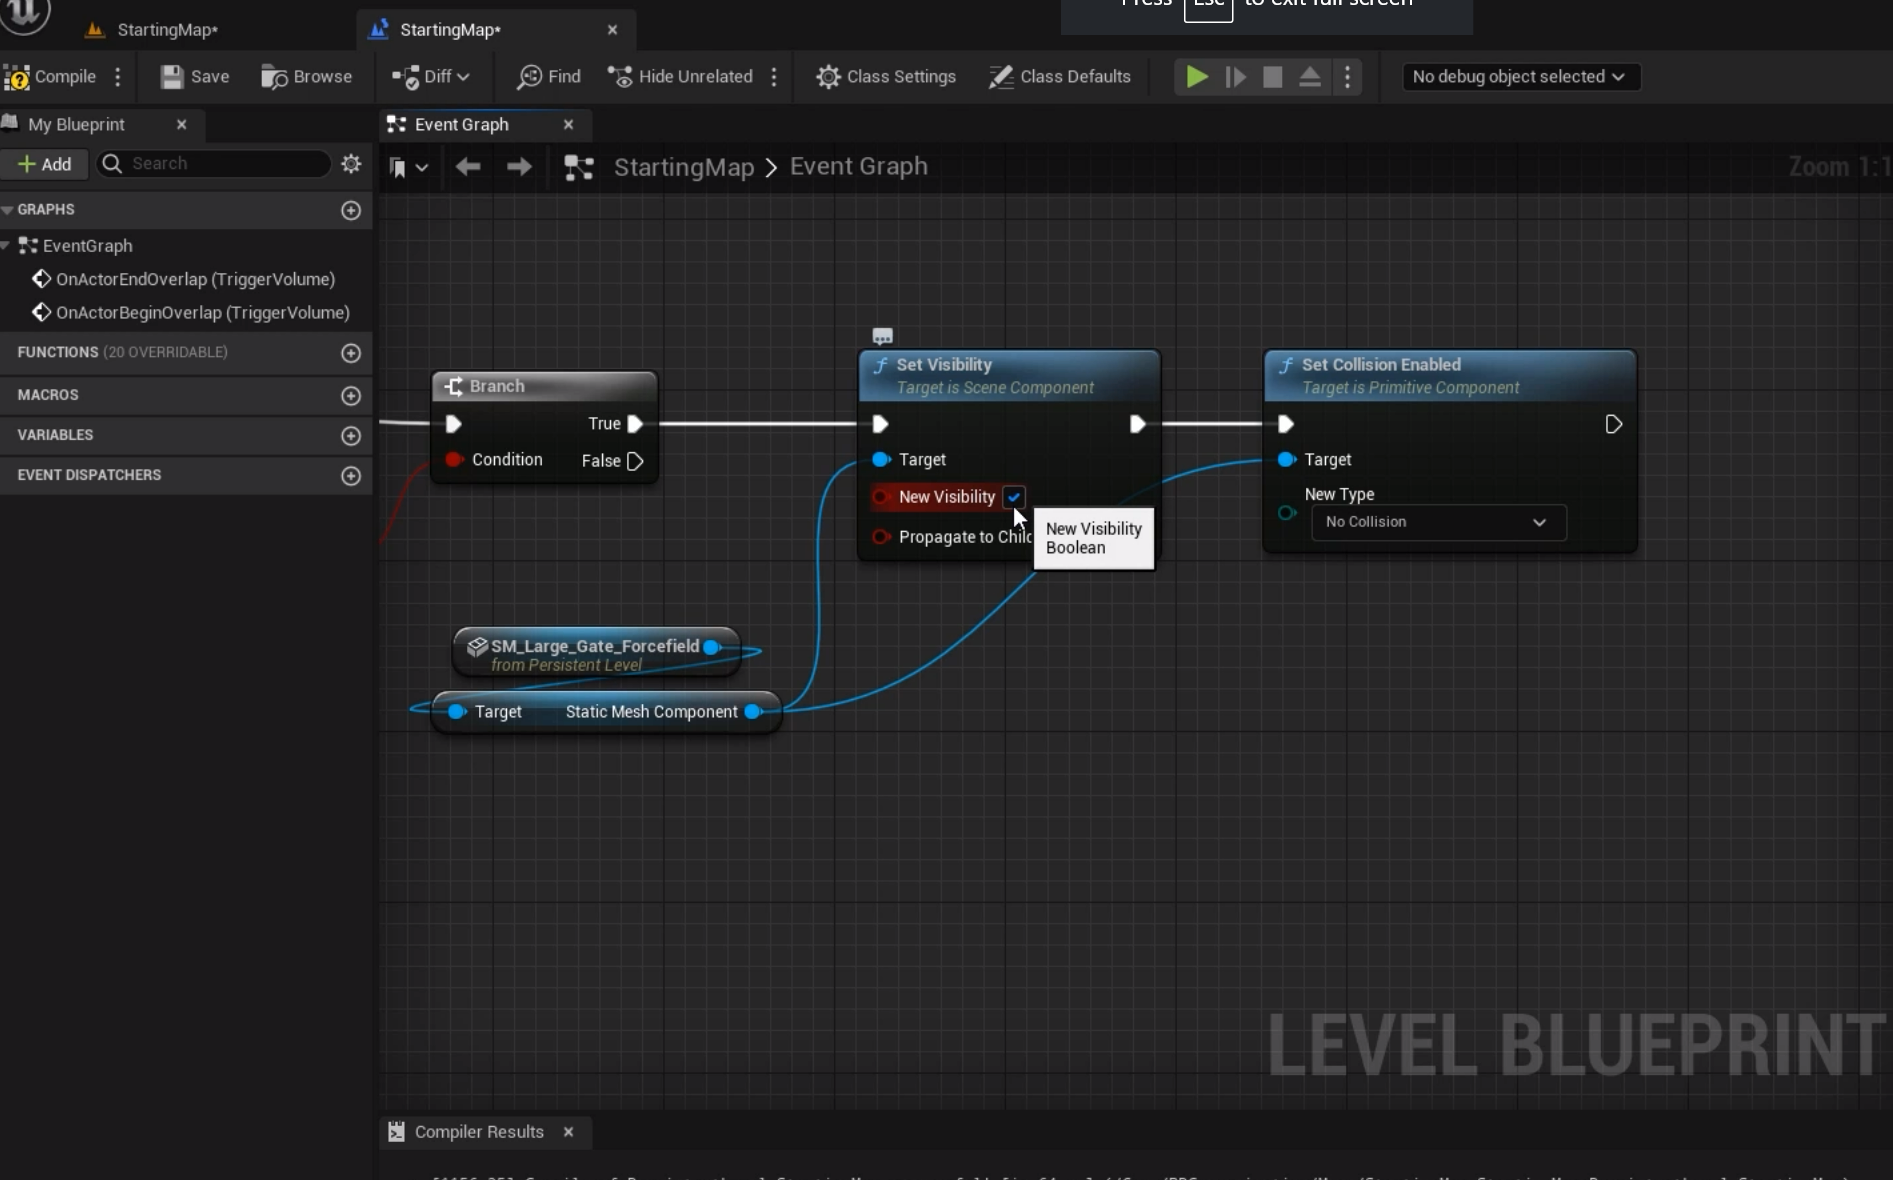 Press Esc to exit full screen
StartingMap*
StartingMap*
Compile
Save
Browse
Diff
Find
Hide Unrelated
Class Settings
Class Defaults
No debug object selected
My Blueprint
Add
Search
GRAPHS
EventGraph
OnActorEndOverlap (TriggerVolume)
OnActorBeginOverlap (TriggerVolume)
FUNCTIONS (20 OVERRIDABLE)
MACROS
VARIABLES
EVENT DISPATCHERS
Event Graph
StartingMap > Event Graph
Zoom 1:1
Branch
True
Condition
False
Set Visibility
Target is Scene Component
Target
New Visibility
Propagate to Chil
New Visibility
Boolean
Set Collision Enabled
Target is Primitive Component
Target
New Type
No Collision
SM_Large_Gate_Forcefield
from Persistent Level
Target
Static Mesh Component
LEVEL BLUEPRINT
Compiler Results